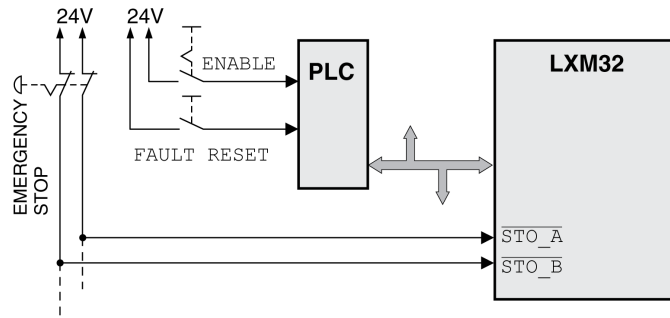 24V
24V
ENABLE
PLC
LXM32
FAULT RESET
EMERGENCY
STOP
STO_A
STO_B